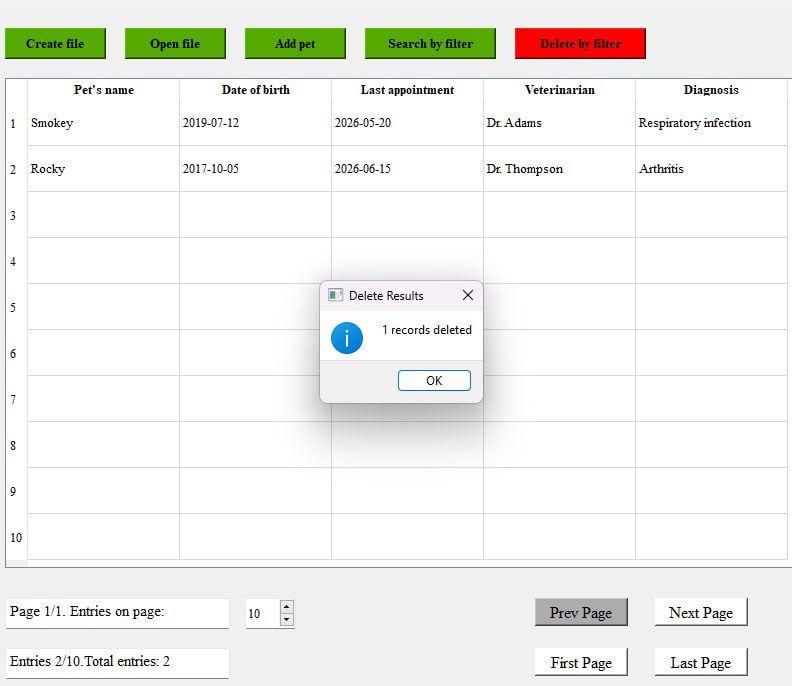 Create file Open file Add pet Search by filter Delete by filter
Pet's name Date of birth Last appointment Veterinarian Diagnosis
1 Smokey 2019-07-12 2026-05-20 Dr. Adams Respiratory infection
2 Rocky 2017-10-05 2026-06-15 Dr. Thompson Arthritis
3
4
Delete Results
5
1 records deleted
6
OK
7
8
9
10
Page 1/1. Entries on page: 10 Prev Page Next Page
Entries 2/10.Total entries: 2 First Page Last Page